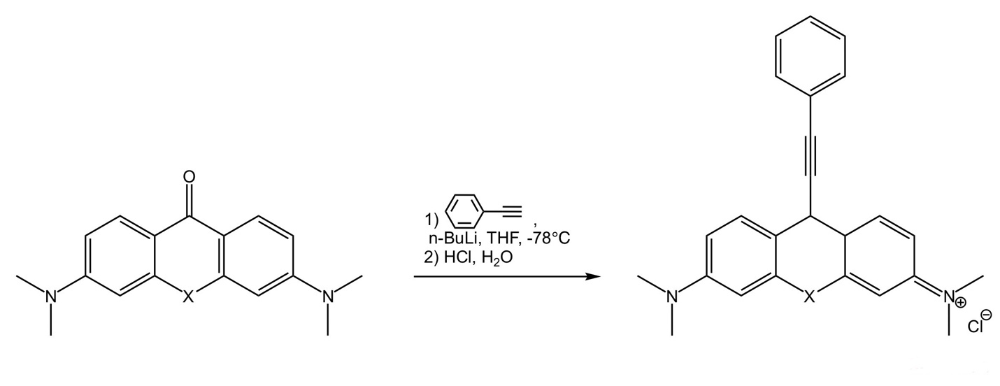 O
N
X
N
1) ,
n-BuLi, THF, -78°C
2) HCl, H₂O
N
X
N⊕
Cl⊖